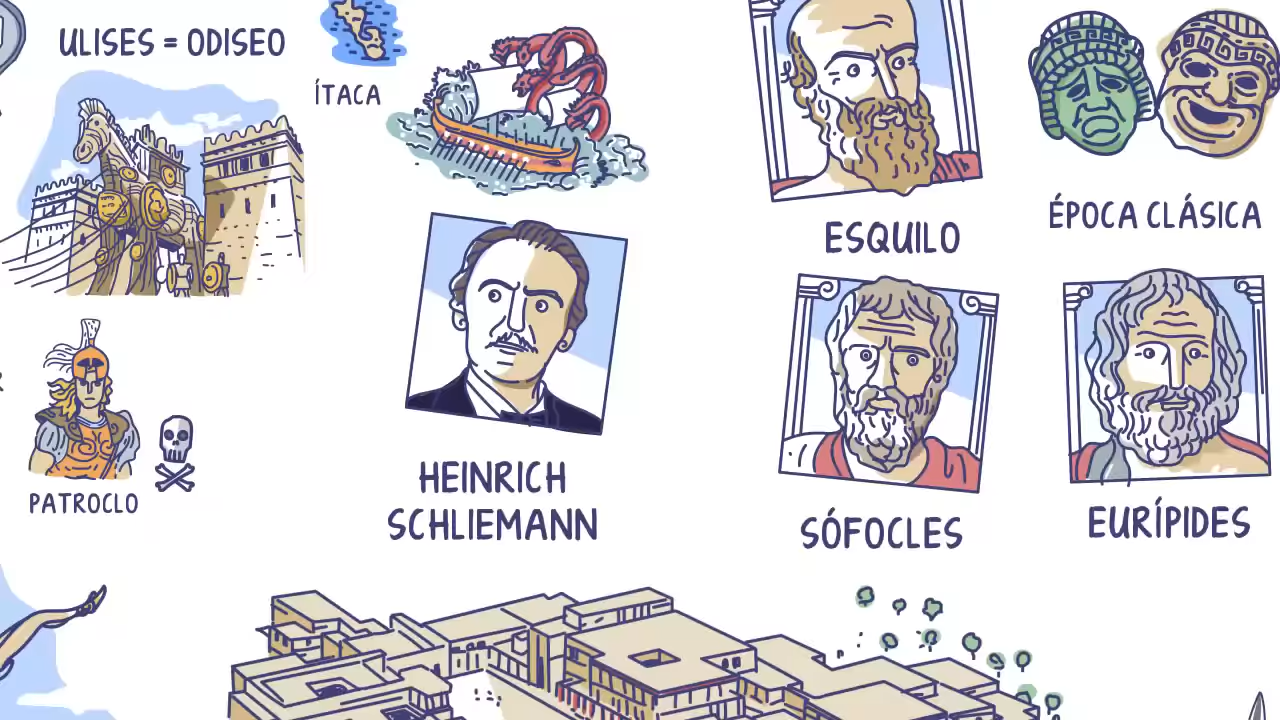 ULISES = ODISEO
ÍTACA
PATROCLO
HEINRICH
SCHLIEMANN
ESQUILO
ÉPOCA CLÁSICA
SÓFOCLES
EURÍPIDES